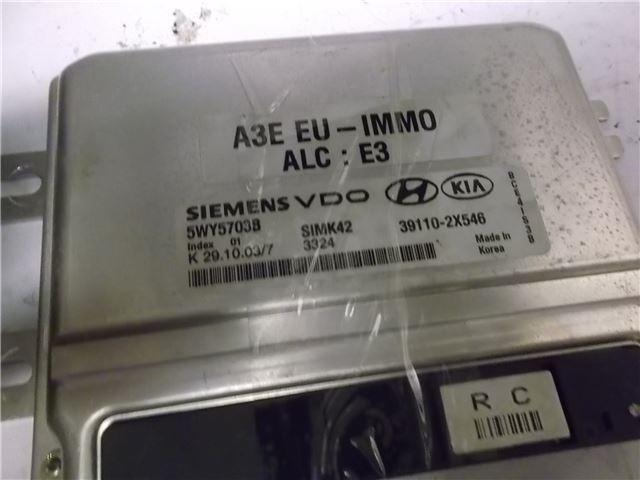 A3E EU - IMMO
ALC : E3
SIEMENS VDO HYUNDAI KIA
5WY5703B SIMK42 39110-2X546
Index 01 3324 Made in
K 29.10.03/7 Korea
R C